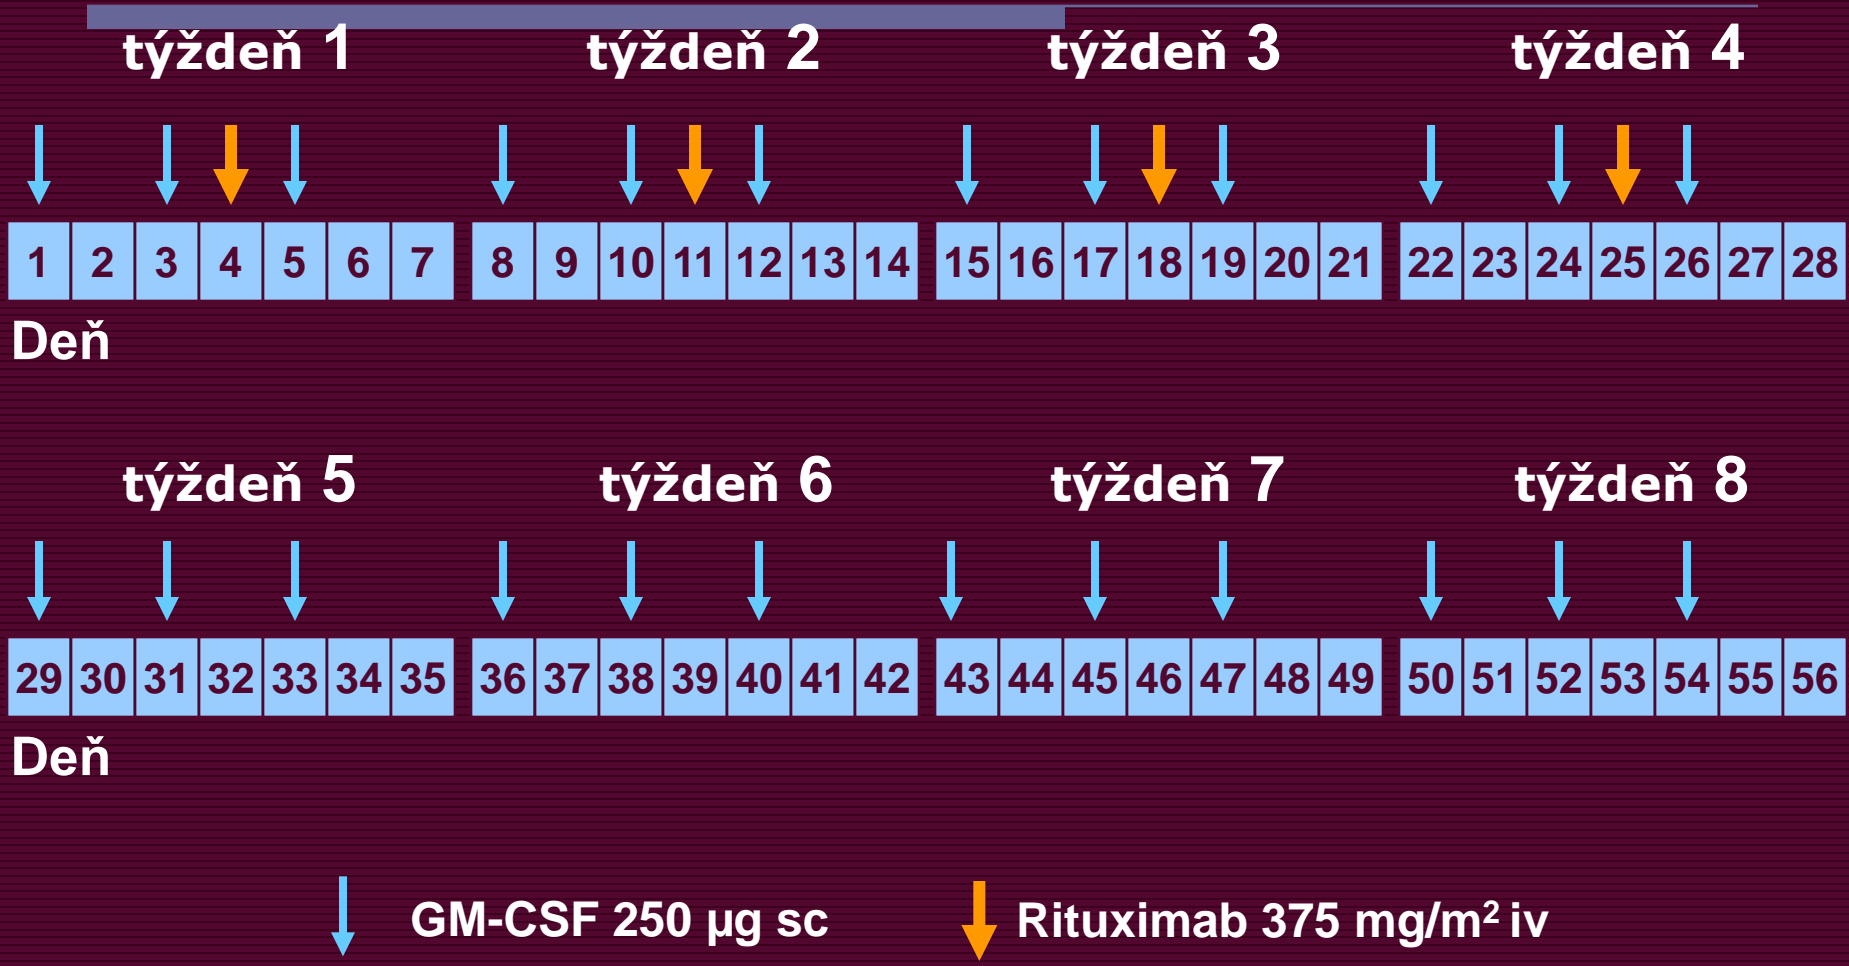 týždeň 1 týždeň 2 týždeň 3 týždeň 4
1 2 3 4 5 6 7 8 9 10 11 12 13 14 15 16 17 18 19 20 21 22 23 24 25 26 27 28
Deň
týždeň 5 týždeň 6 týždeň 7 týždeň 8
29 30 31 32 33 34 35 36 37 38 39 40 41 42 43 44 45 46 47 48 49 50 51 52 53 54 55 56
Deň
GM-CSF 250 µg sc Rituximab 375 mg/m² iv